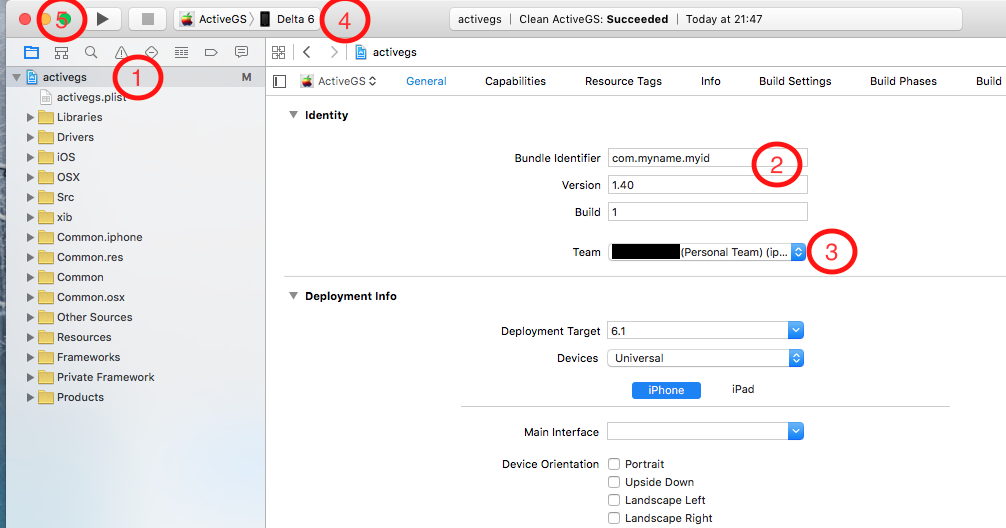 5 ActiveGS Delta 6 4 activegs | Clean ActiveGS: Succeeded | Today at 21:47
activegs
activegs 1 M
ActiveGS General Capabilities Resource Tags Info Build Settings Build Phases Build
activegs.plist
Libraries
Drivers
iOS
OSX
Src
xib
Common.iphone
Common.res
Common
Common.osx
Other Sources
Resources
Frameworks
Private Framework
Products
Identity
Bundle Identifier com.myname.myid 2
Version 1.40
Build 1
Team (Personal Team) (ip... 3
Deployment Info
Deployment Target 6.1
Devices Universal
iPhone iPad
Main Interface
Device Orientation Portrait
Upside Down
Landscape Left
Landscape Right